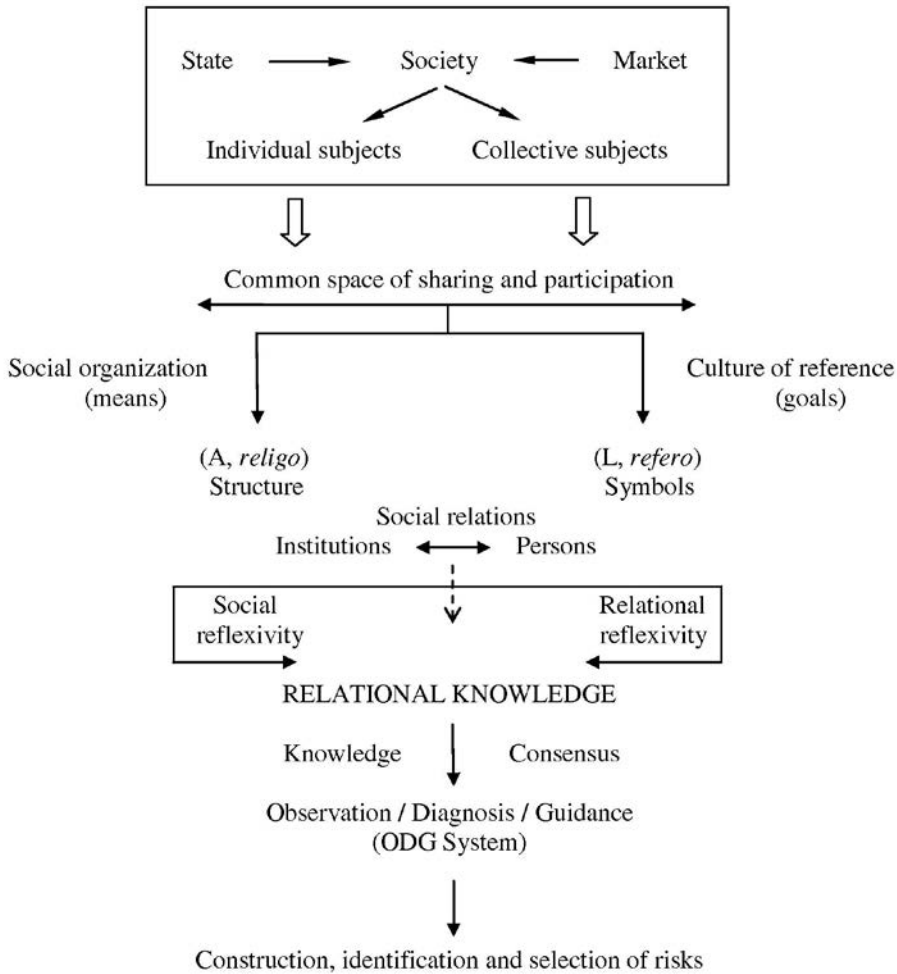 State Society Market
Individual subjects Collective subjects
Common space of sharing and participation
Social organization
(means)
Culture of reference
(goals)
(A, religo)
Structure
(L, refero)
Symbols
Social relations
Institutions Persons
Social
reflexivity
Relational
reflexivity
RELATIONAL KNOWLEDGE
Knowledge Consensus
Observation / Diagnosis / Guidance
(ODG System)
Construction, identification and selection of risks